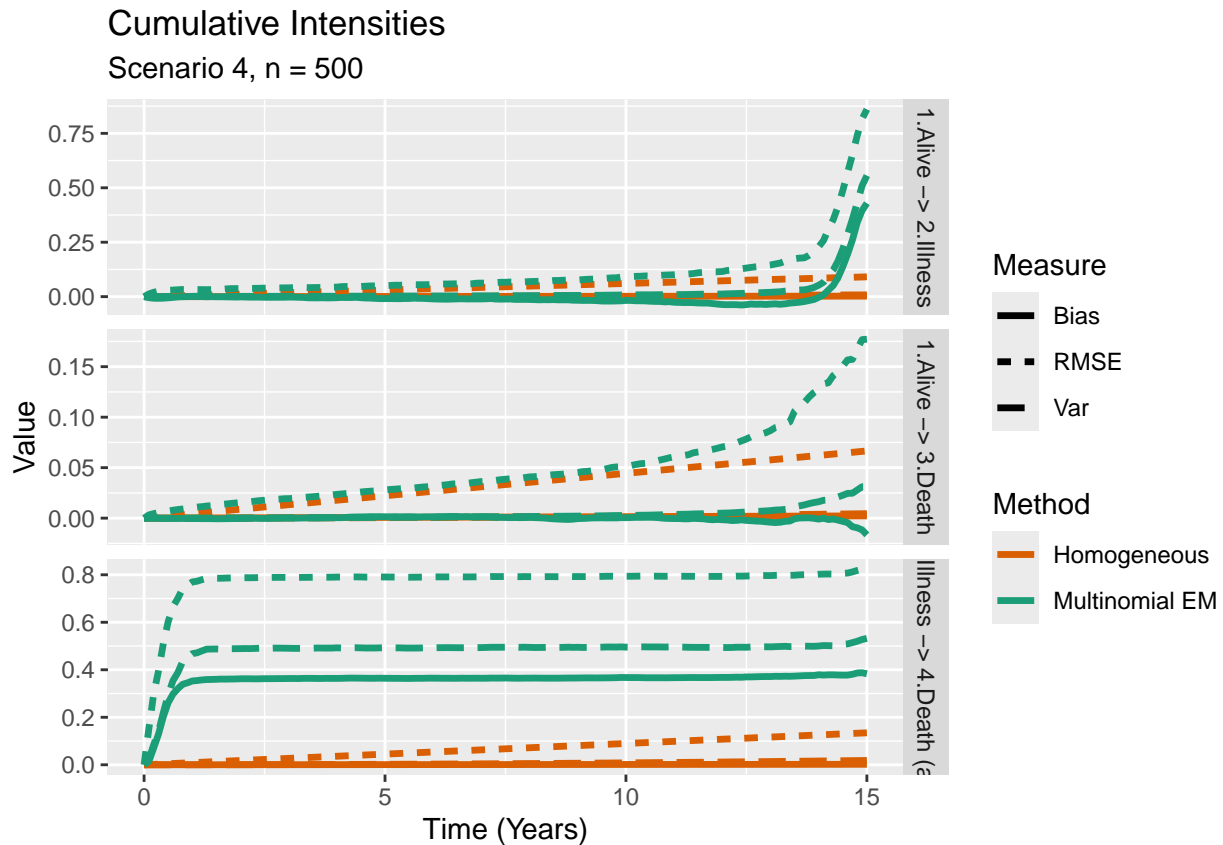 Cumulative Intensities
Scenario 4, n = 500
Value
0.75
0.50
0.25
0.00
1.Alive −> 2.Illness
0.15
0.10
0.05
0.00
1.Alive −> 3.Death
0.8
0.6
0.4
0.2
0.0
Illness −> 4.Death (a
0
5
10
15
Time (Years)
Measure
Bias
RMSE
Var
Method
Homogeneous
Multinomial EM